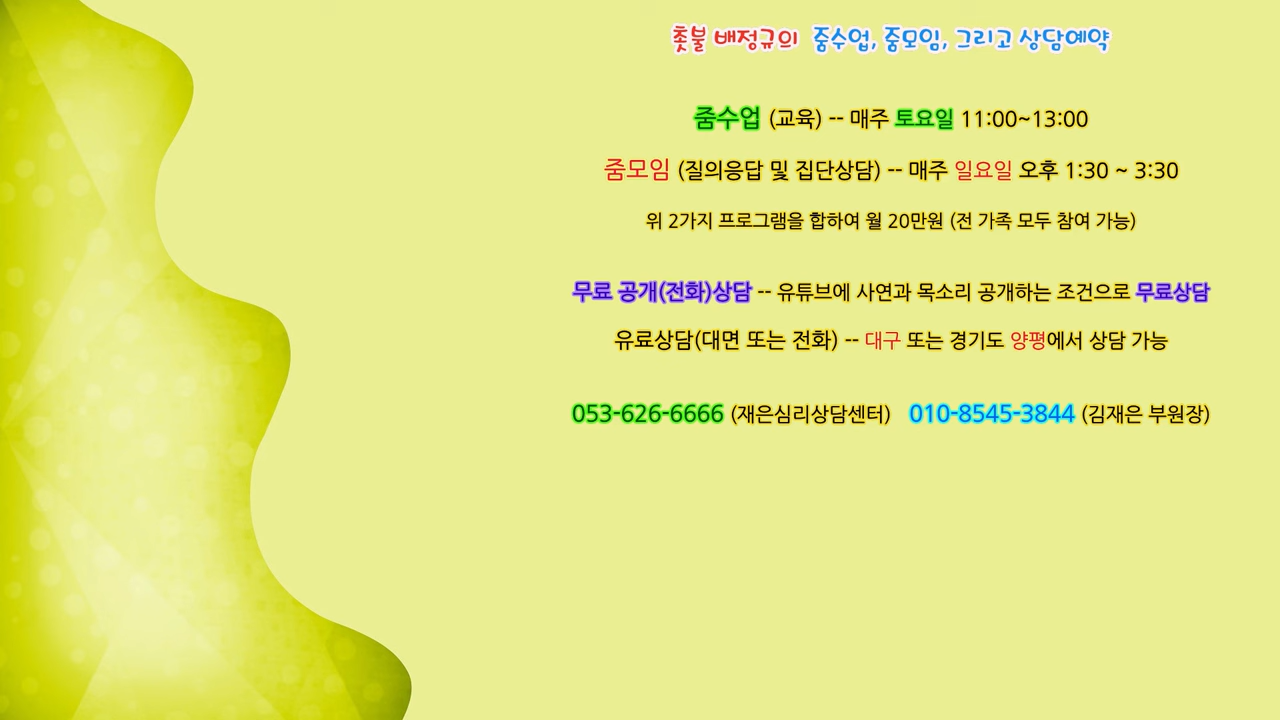 촛불 배정규의 줌수업, 줌모임, 그리고 상담예약
줌수업 (교육) -- 매주 토요일 11:00~13:00
줌모임 (질의응답 및 집단상담) -- 매주 일요일 오후 1:30 ~ 3:30
위 2가지 프로그램을 합하여 월 20만원 (전 가족 모두 참여 가능)
무료 공개(전화)상담 -- 유튜브에 사연과 목소리 공개하는 조건으로 무료상담
유료상담(대면 또는 전화) -- 대구 또는 경기도 양평에서 상담 가능
053-626-6666 (재은심리상담센터) 010-8545-3844 (김재은 부원장)